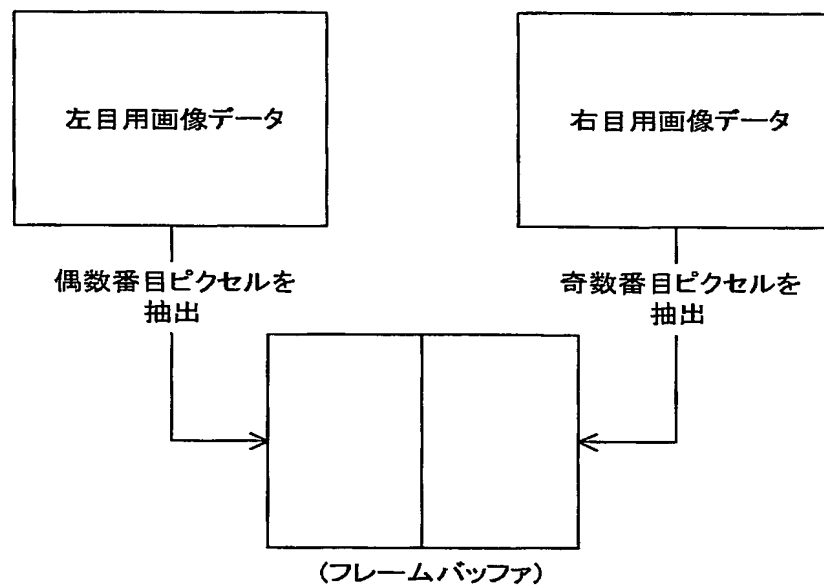 左目用画像データ
右目用画像データ
偶数番目ピクセルを
抽出
奇数番目ピクセルを
抽出
(フレームバッファ)